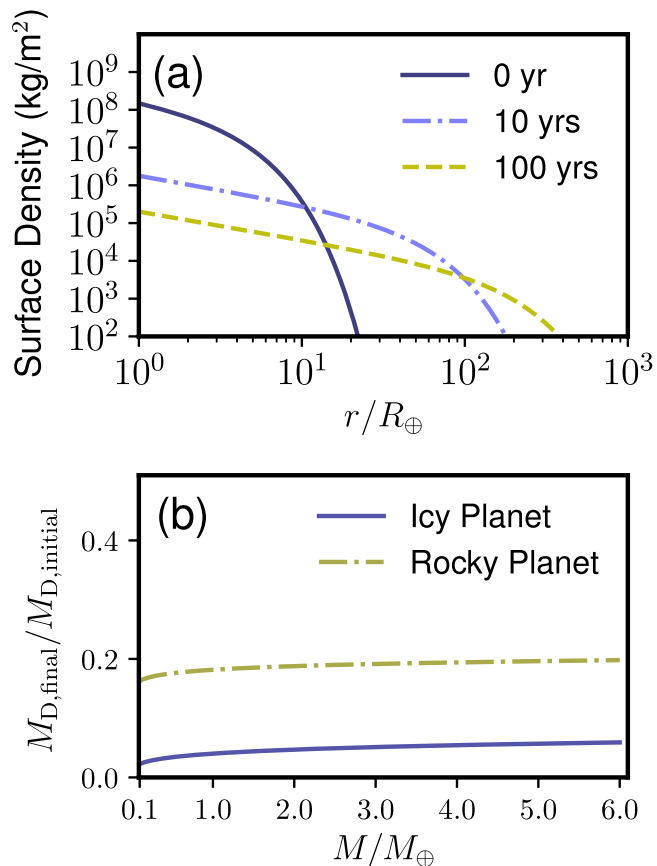 (a)
0 yr
10 yrs
100 yrs
Surface Density (kg/m²)
10⁹
10⁸
10⁷
10⁶
10⁵
10⁴
10³
10²
10⁰ 10¹ 10² 10³
r/R⊕
(b)
Icy Planet
Rocky Planet
M_D,final/M_D,initial
0.4
0.2
0.0
0.1 1.0 2.0 3.0 4.0 5.0 6.0
M/M⊕